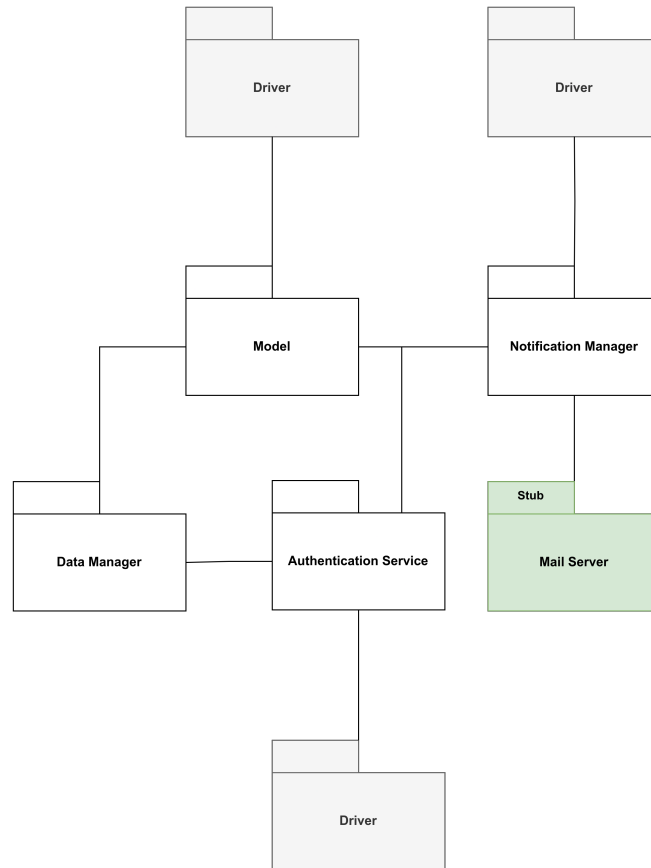 Driver
Driver
Model
Notification Manager
Stub
Data Manager
Authentication Service
Mail Server
Driver